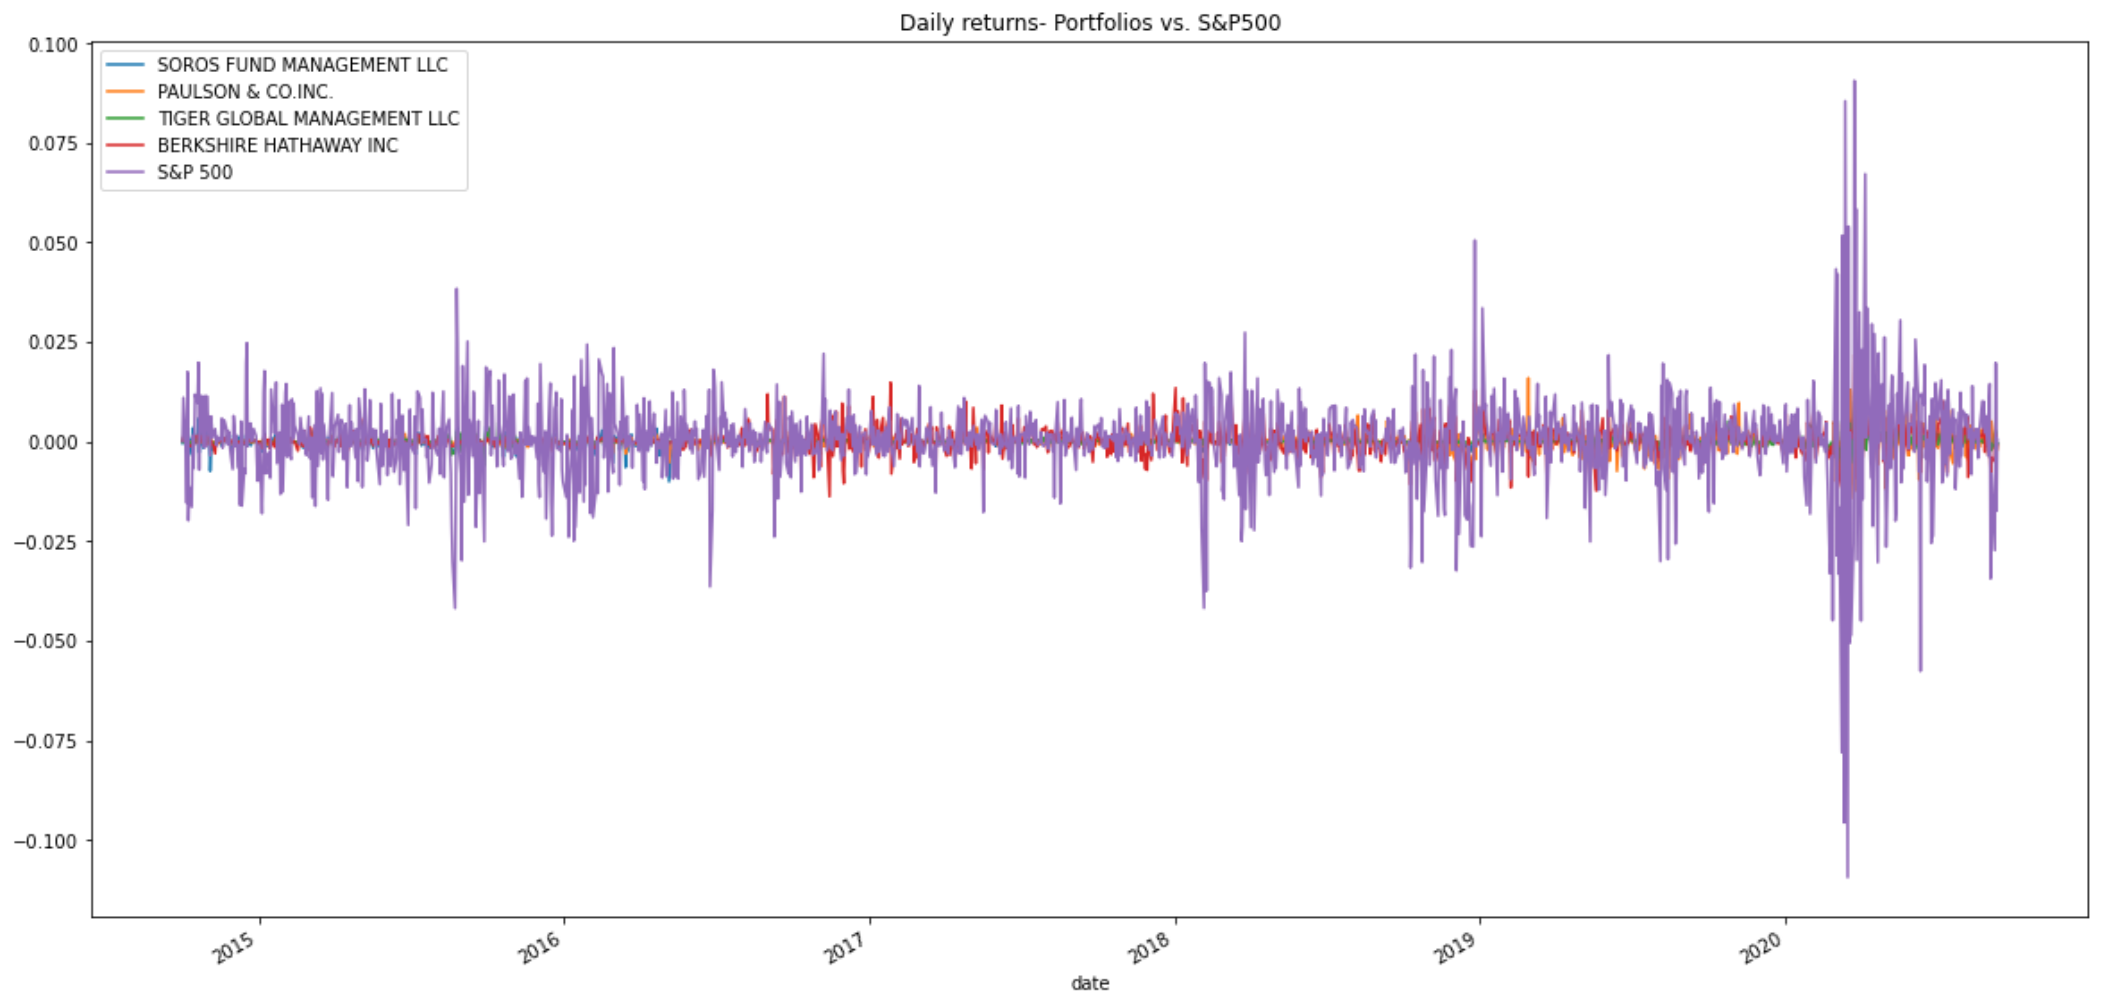 Daily returns- Portfolios vs. S&P500
0.100
0.075
0.050
0.025
0.000
−0.025
−0.050
−0.075
−0.100
SOROS FUND MANAGEMENT LLC
PAULSON & CO.INC.
TIGER GLOBAL MANAGEMENT LLC
BERKSHIRE HATHAWAY INC
S&P 500
2015
2016
2017
2018
2019
2020
date